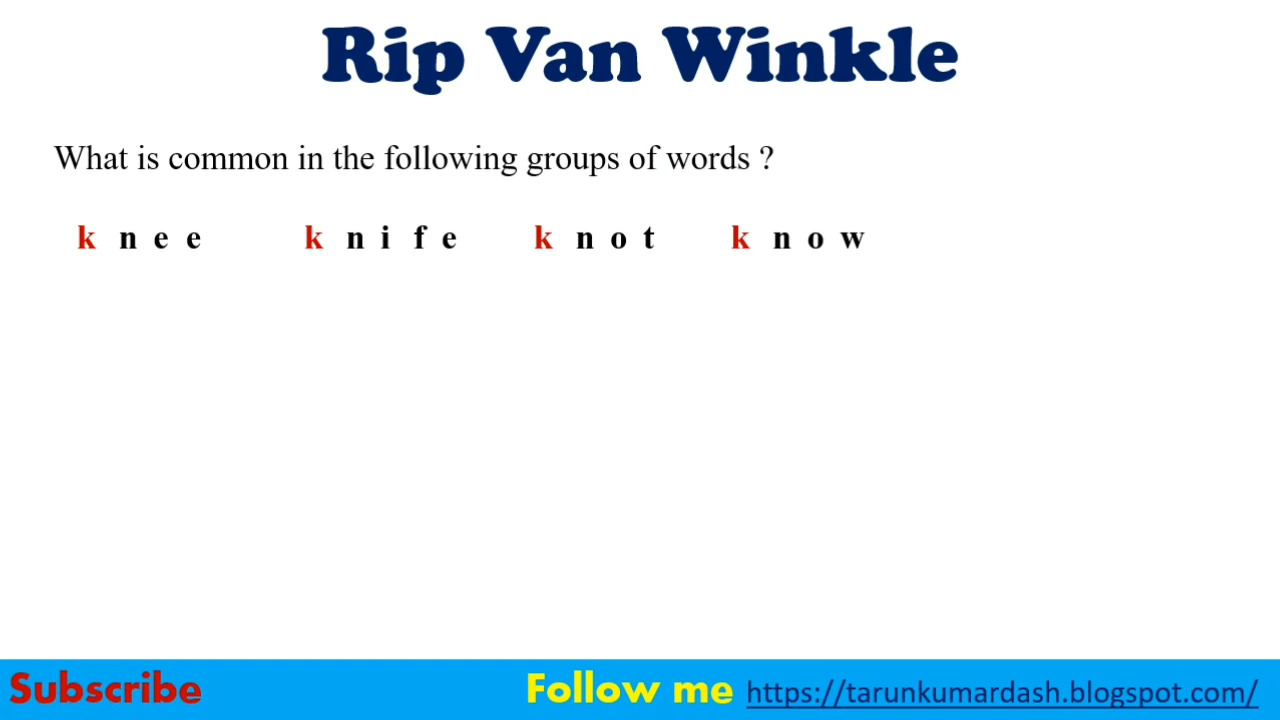 Rip Van Winkle
What is common in the following groups of words ?
k n e e k n i f e k n o t k n o w
Subscribe Follow me https://tarunkumardash.blogspot.com/